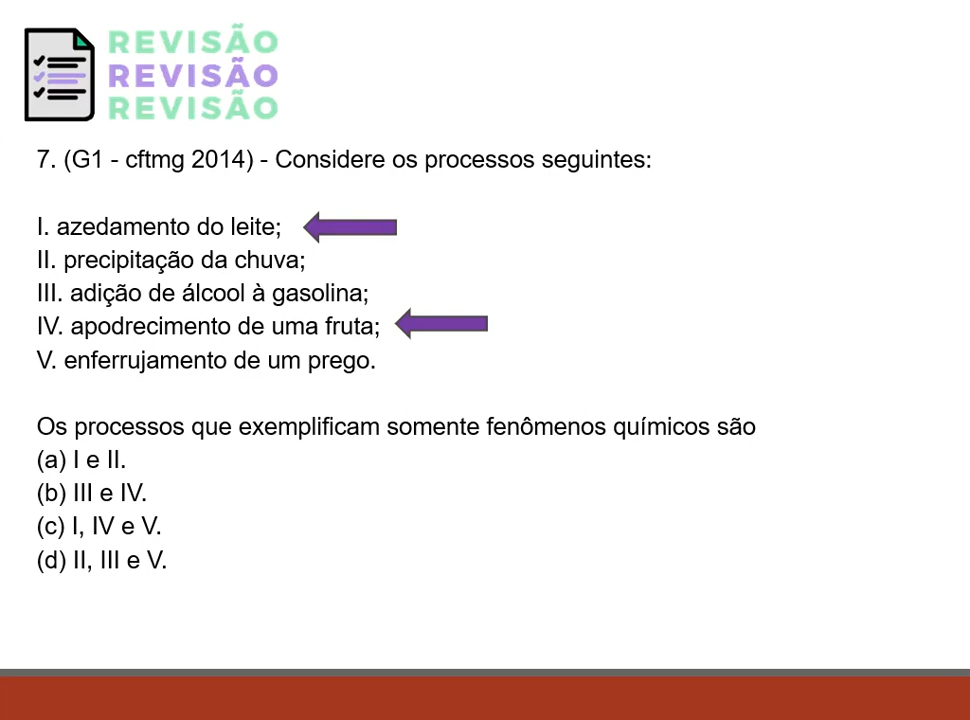 REVISÃO
REVISÃO
REVISÃO
7. (G1 - cftmg 2014) - Considere os processos seguintes:
I. azedamento do leite;
II. precipitação da chuva;
III. adição de álcool à gasolina;
IV. apodrecimento de uma fruta;
V. enferrujamento de um prego.
Os processos que exemplificam somente fenômenos químicos são
(a) I e II.
(b) III e IV.
(c) I, IV e V.
(d) II, III e V.